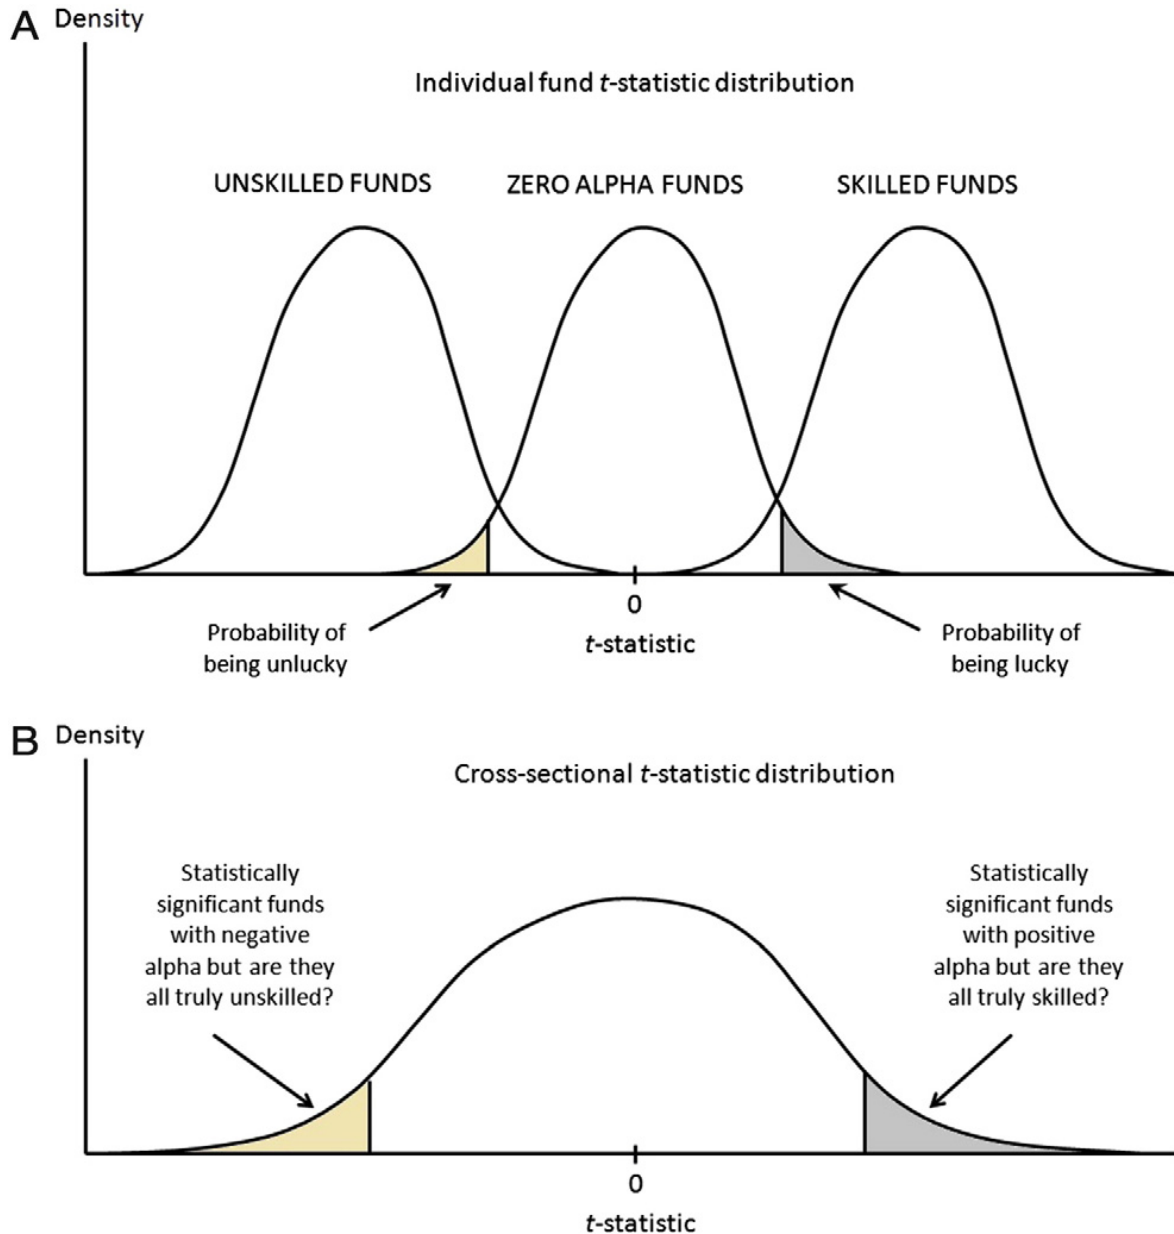 A
Density
Individual fund t-statistic distribution
UNSKILLED FUNDS
ZERO ALPHA FUNDS
SKILLED FUNDS
0
t-statistic
Probability of
being unlucky
Probability of
being lucky
B
Density
Cross-sectional t-statistic distribution
Statistically
significant funds
with negative
alpha but are they
all truly unskilled?
Statistically
significant funds
with positive
alpha but are they
all truly skilled?
0
t-statistic